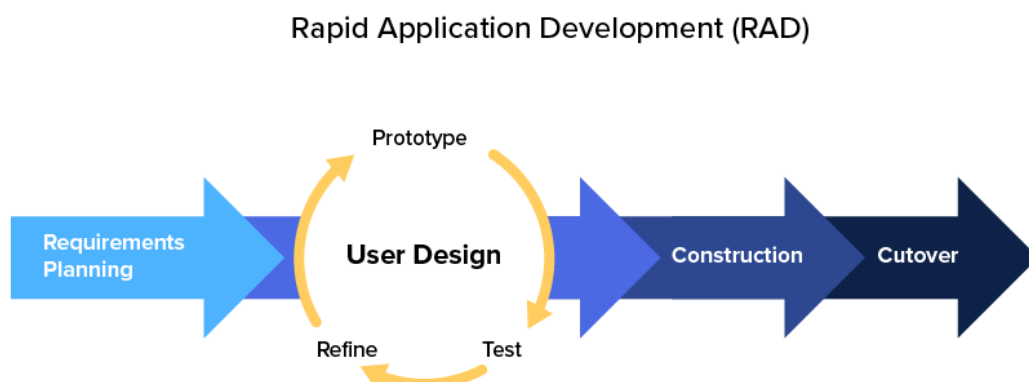 Rapid Application Development (RAD)
Prototype
Requirements
Planning
User Design
Construction
Cutover
Refine
Test